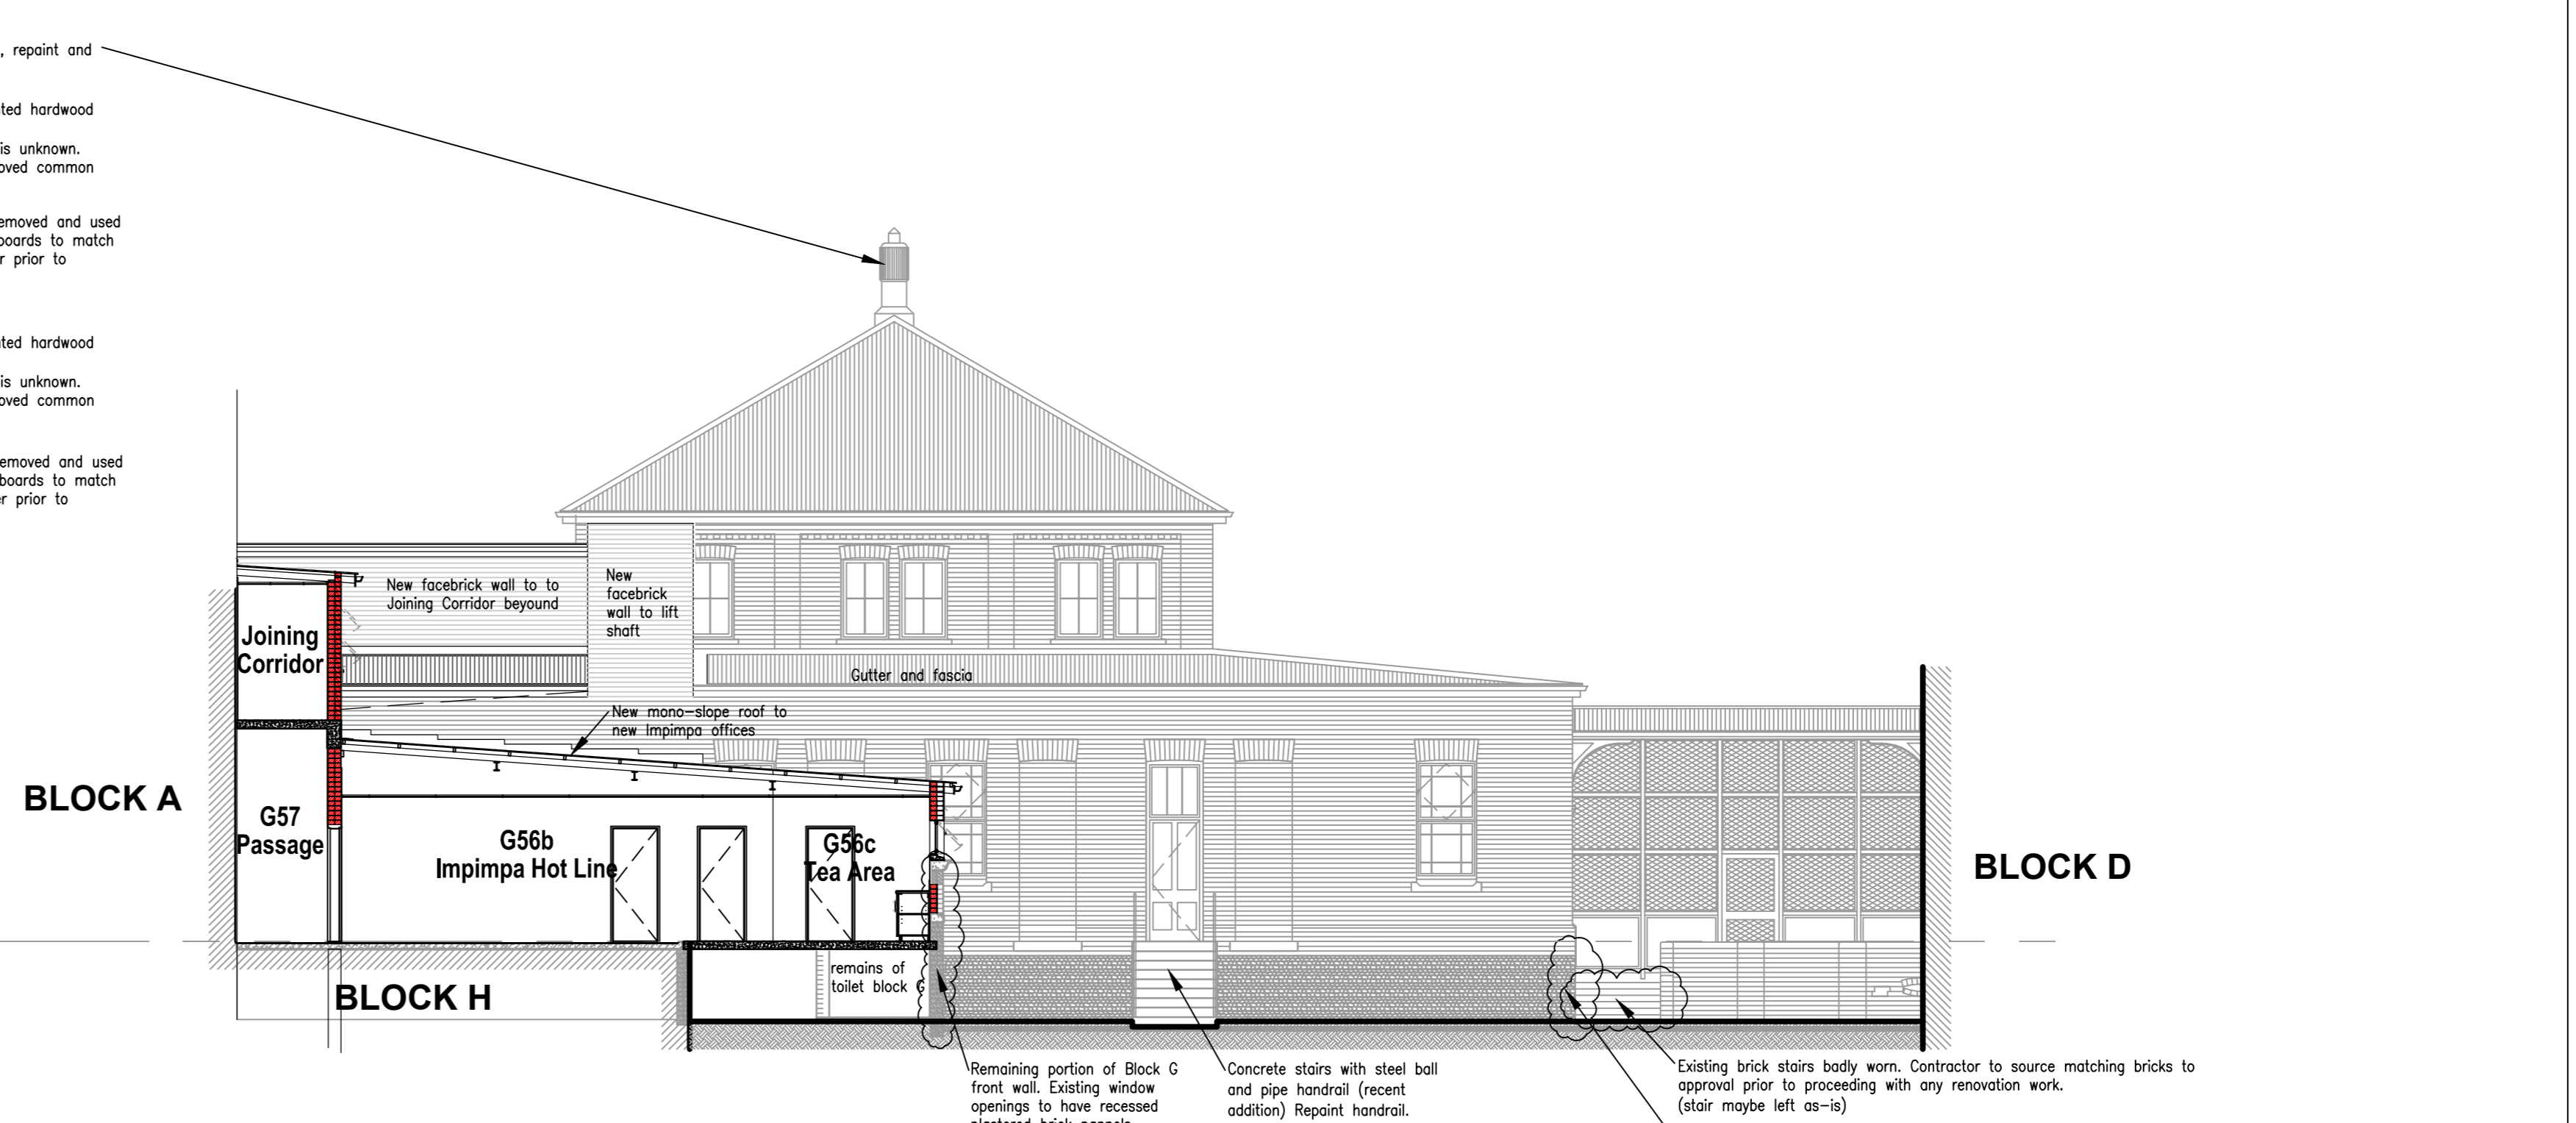 , repaint and
ted hardwood
is unknown.
oved common
emoved and used
boards to match
r prior to
ted hardwood
is unknown.
oved common
emoved and used
boards to match
er prior to
New facebrick wall to to
Joining Corridor beyound
New
facebrick
wall to lift
shaft
Joining
Corridor
Gutter and fascia
New mono-slope roof to
new Impimpa offices
BLOCK A
G57
Passage
G56b
Impimpa Hot Line
G56c
Tea Area
BLOCK D
remains of
toilet block G
BLOCK H
Remaining portion of Block G
front wall. Existing window
openings to have recessed
plastered brick pannels
Concrete stairs with steel ball
and pipe handrail (recent
addition) Repaint handrail.
Existing brick stairs badly worn. Contractor to source matching bricks to
approval prior to proceeding with any renovation work.
(stair maybe left as-is)